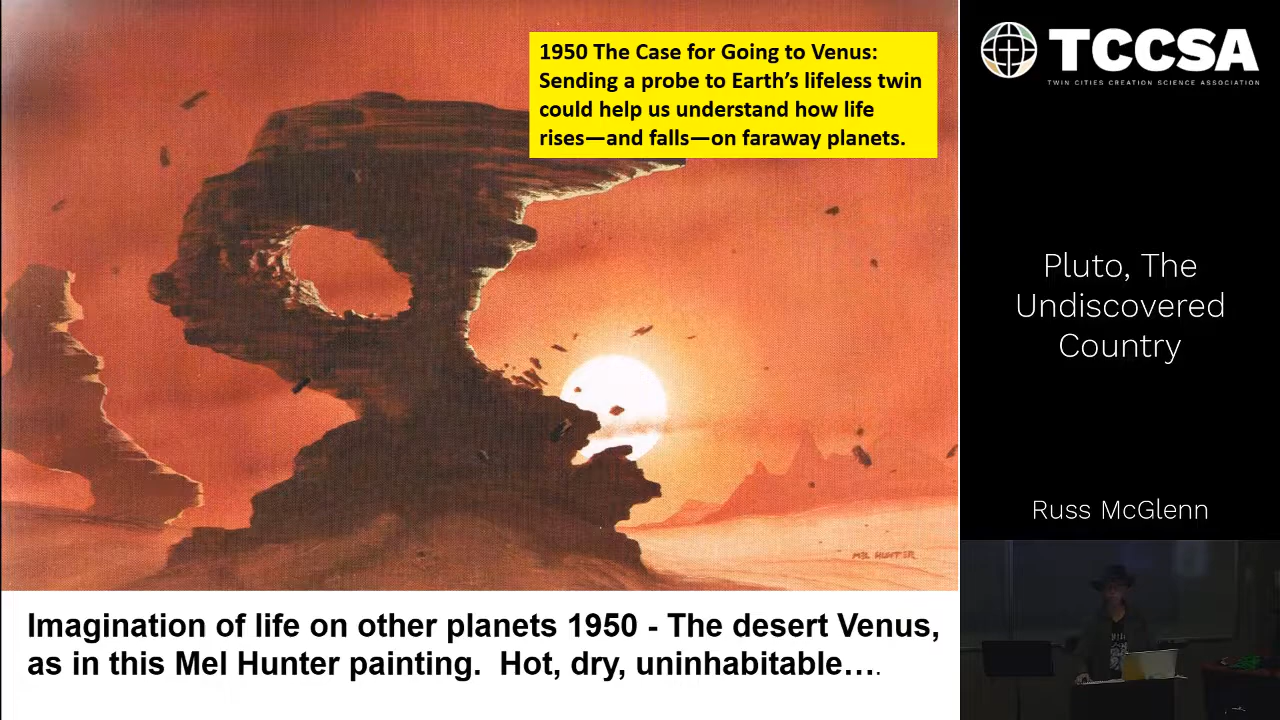 1950 The Case for Going to Venus:
Sending a probe to Earth’s lifeless twin
could help us understand how life
rises—and falls—on faraway planets.
MEL HUNTER
Imagination of life on other planets 1950 - The desert Venus,
as in this Mel Hunter painting.  Hot, dry, uninhabitable….
TCCSA
TWIN CITIES CREATION SCIENCE ASSOCIATION
Pluto, The
Undiscovered
Country
Russ McGlenn